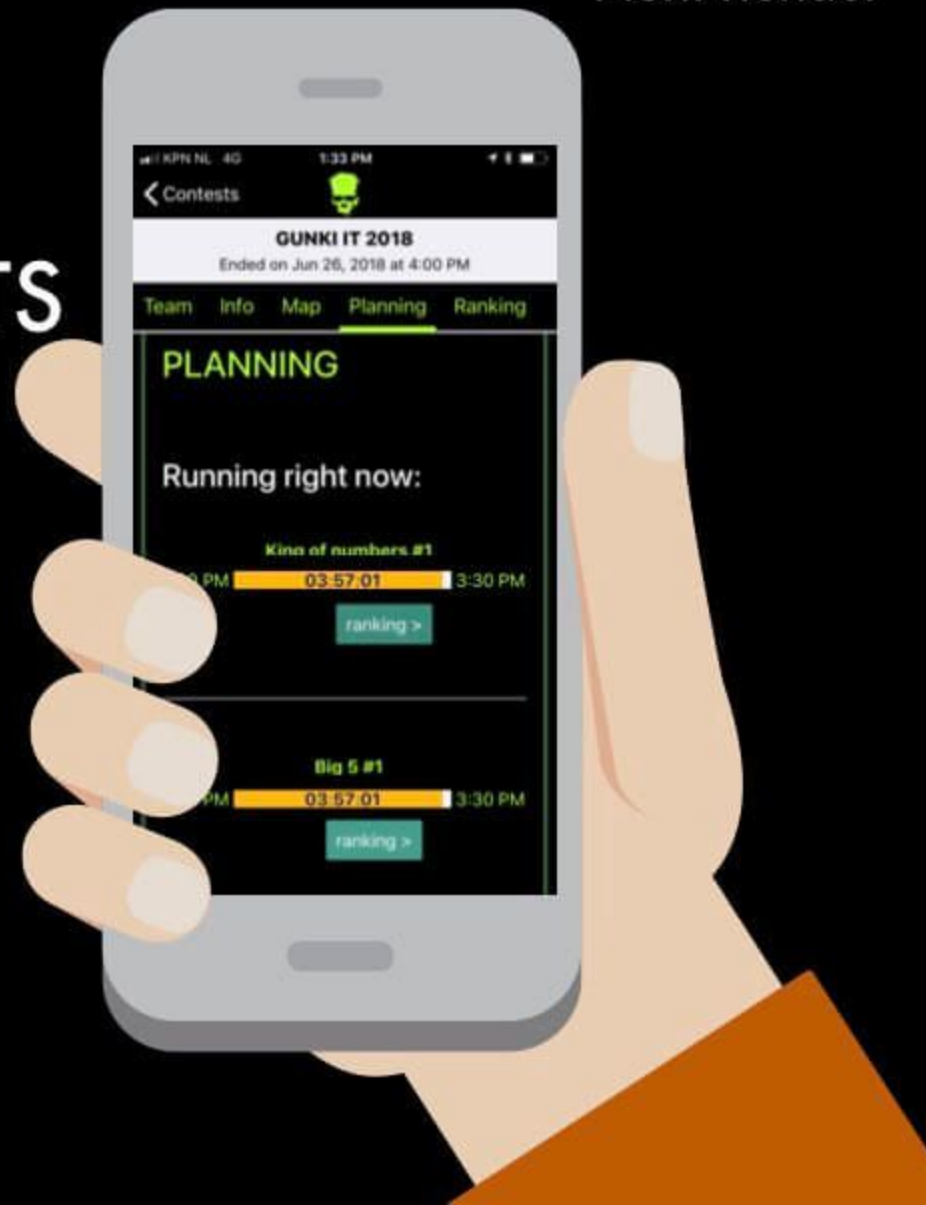 TS
KPN NL 4G 1:33 PM
Contests
GUNKI IT 2018
Ended on Jun 26, 2018 at 4:00 PM
Team Info Map Planning Ranking
PLANNING
Running right now:
King of numbers #1
PM 03:57:01 3:30 PM
ranking >
Big 5 #1
PM 03:57:01 3:30 PM
ranking >